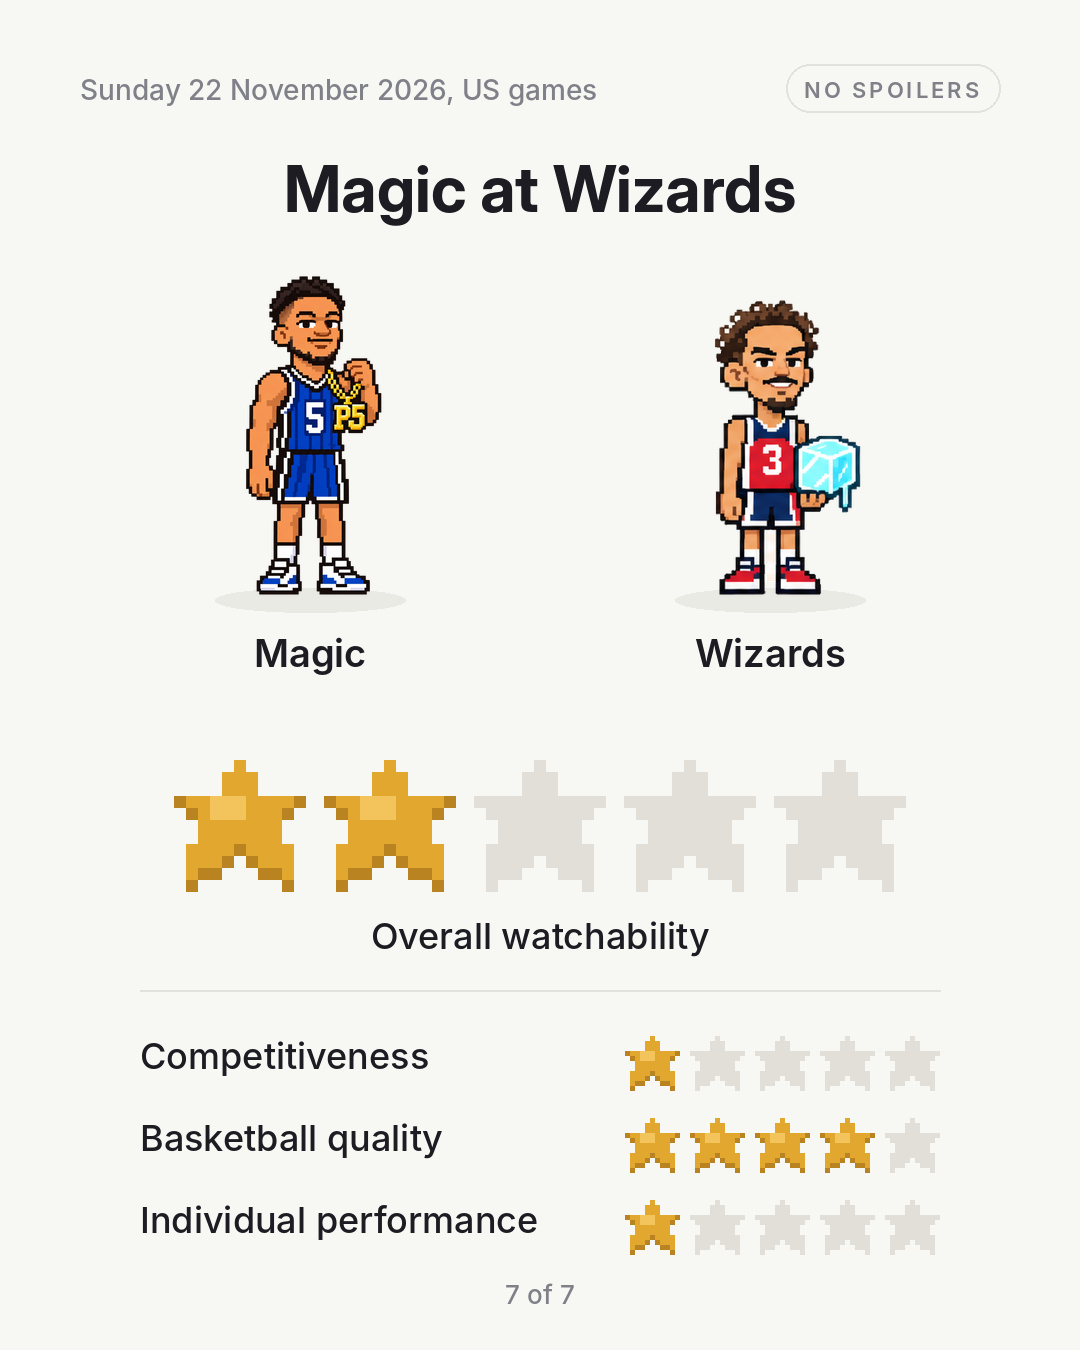 Sunday 22 November 2026, US games
NO SPOILERS
Magic at Wizards
5
P5
3
Magic
Wizards
Overall watchability
Competitiveness
Basketball quality
Individual performance
7 of 7